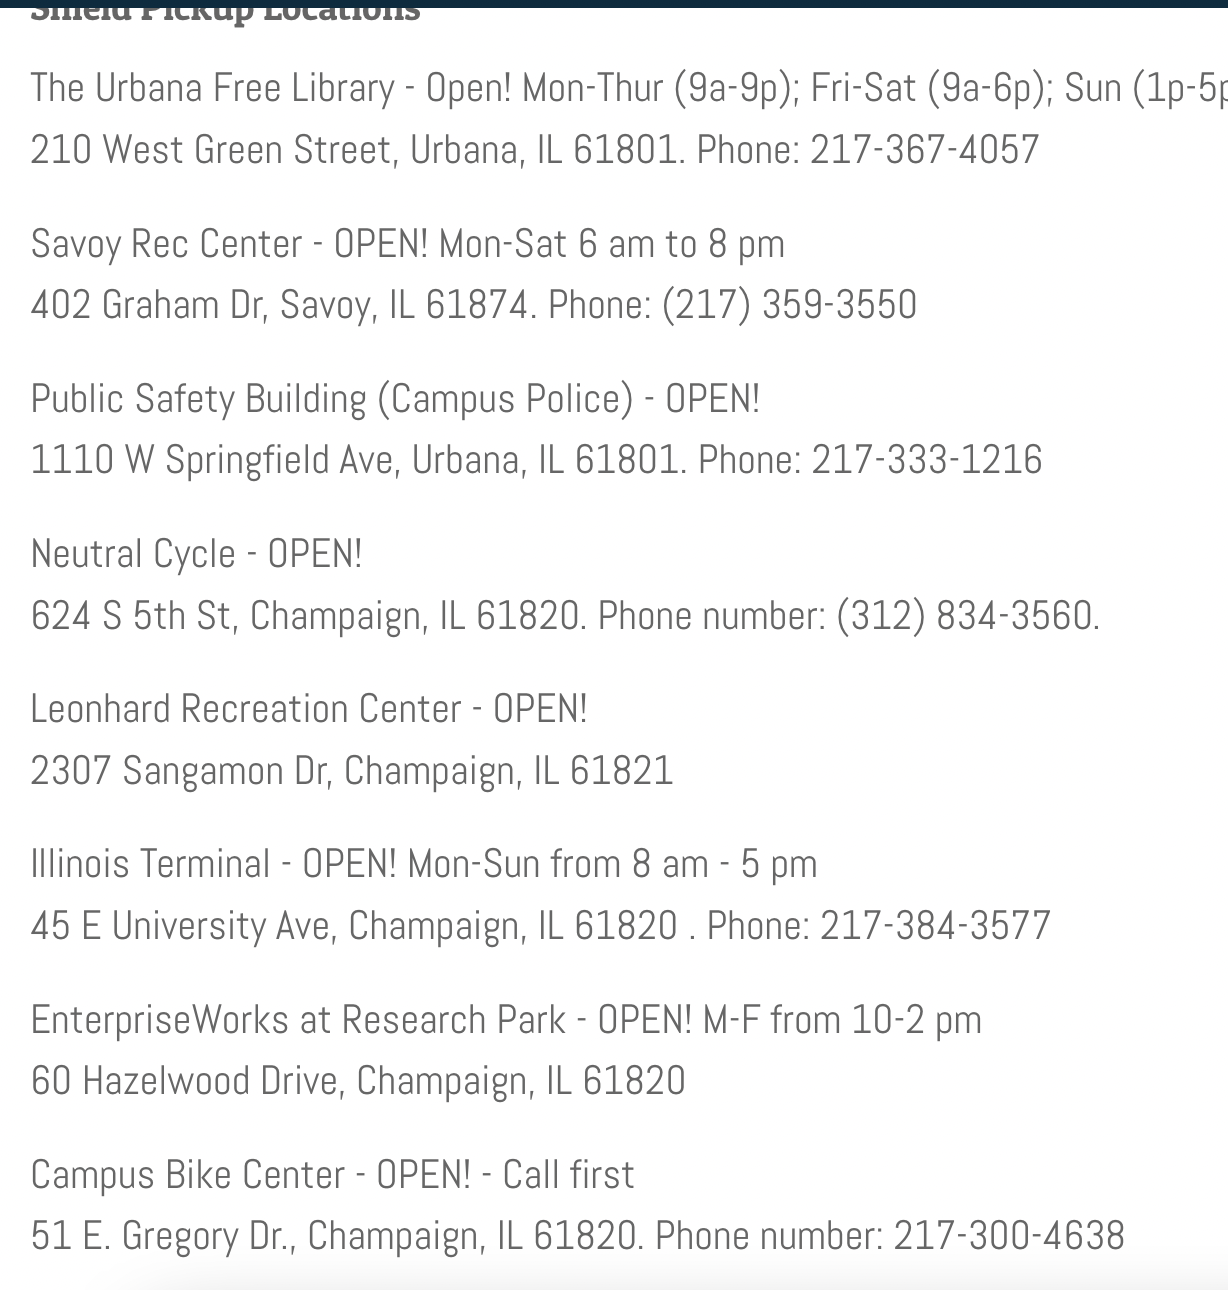 Shield Pickup Locations
The Urbana Free Library - Open! Mon-Thur (9a-9p); Fri-Sat (9a-6p); Sun (1p-5p
210 West Green Street, Urbana, IL 61801. Phone: 217-367-4057
Savoy Rec Center - OPEN! Mon-Sat 6 am to 8 pm
402 Graham Dr, Savoy, IL 61874. Phone: (217) 359-3550
Public Safety Building (Campus Police) - OPEN!
1110 W Springfield Ave, Urbana, IL 61801. Phone: 217-333-1216
Neutral Cycle - OPEN!
624 S 5th St, Champaign, IL 61820. Phone number: (312) 834-3560.
Leonhard Recreation Center - OPEN!
2307 Sangamon Dr, Champaign, IL 61821
Illinois Terminal - OPEN! Mon-Sun from 8 am - 5 pm
45 E University Ave, Champaign, IL 61820 . Phone: 217-384-3577
EnterpriseWorks at Research Park - OPEN! M-F from 10-2 pm
60 Hazelwood Drive, Champaign, IL 61820
Campus Bike Center - OPEN! - Call first
51 E. Gregory Dr., Champaign, IL 61820. Phone number: 217-300-4638